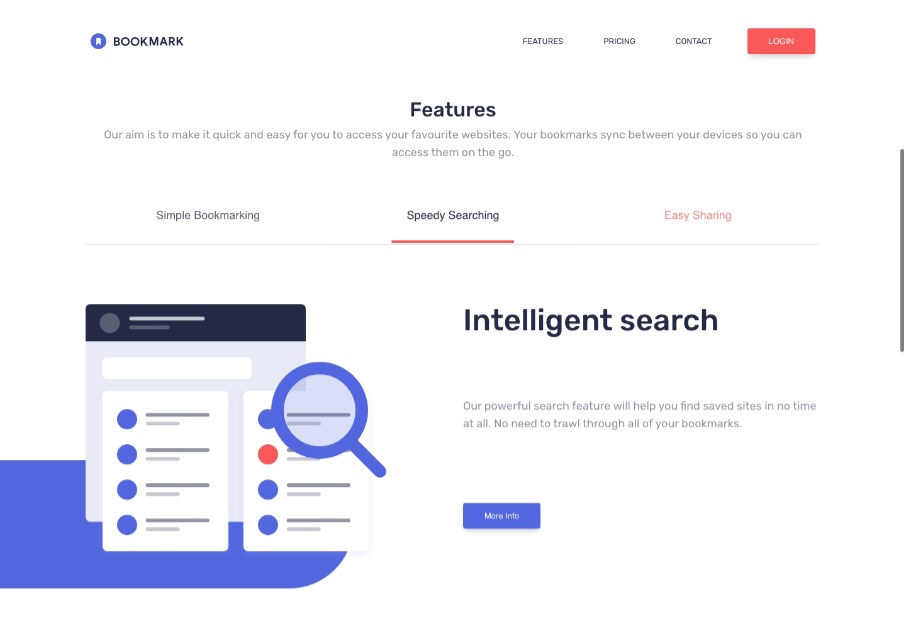 BOOKMARK
FEATURES
PRICING
CONTACT
LOGIN
Features
Our aim is to make it quick and easy for you to access your favourite websites. Your bookmarks sync between your devices so you can
access them on the go.
Simple Bookmarking
Speedy Searching
Easy Sharing
Intelligent search
Our powerful search feature will help you find saved sites in no time
at all. No need to trawl through all of your bookmarks.
More Info